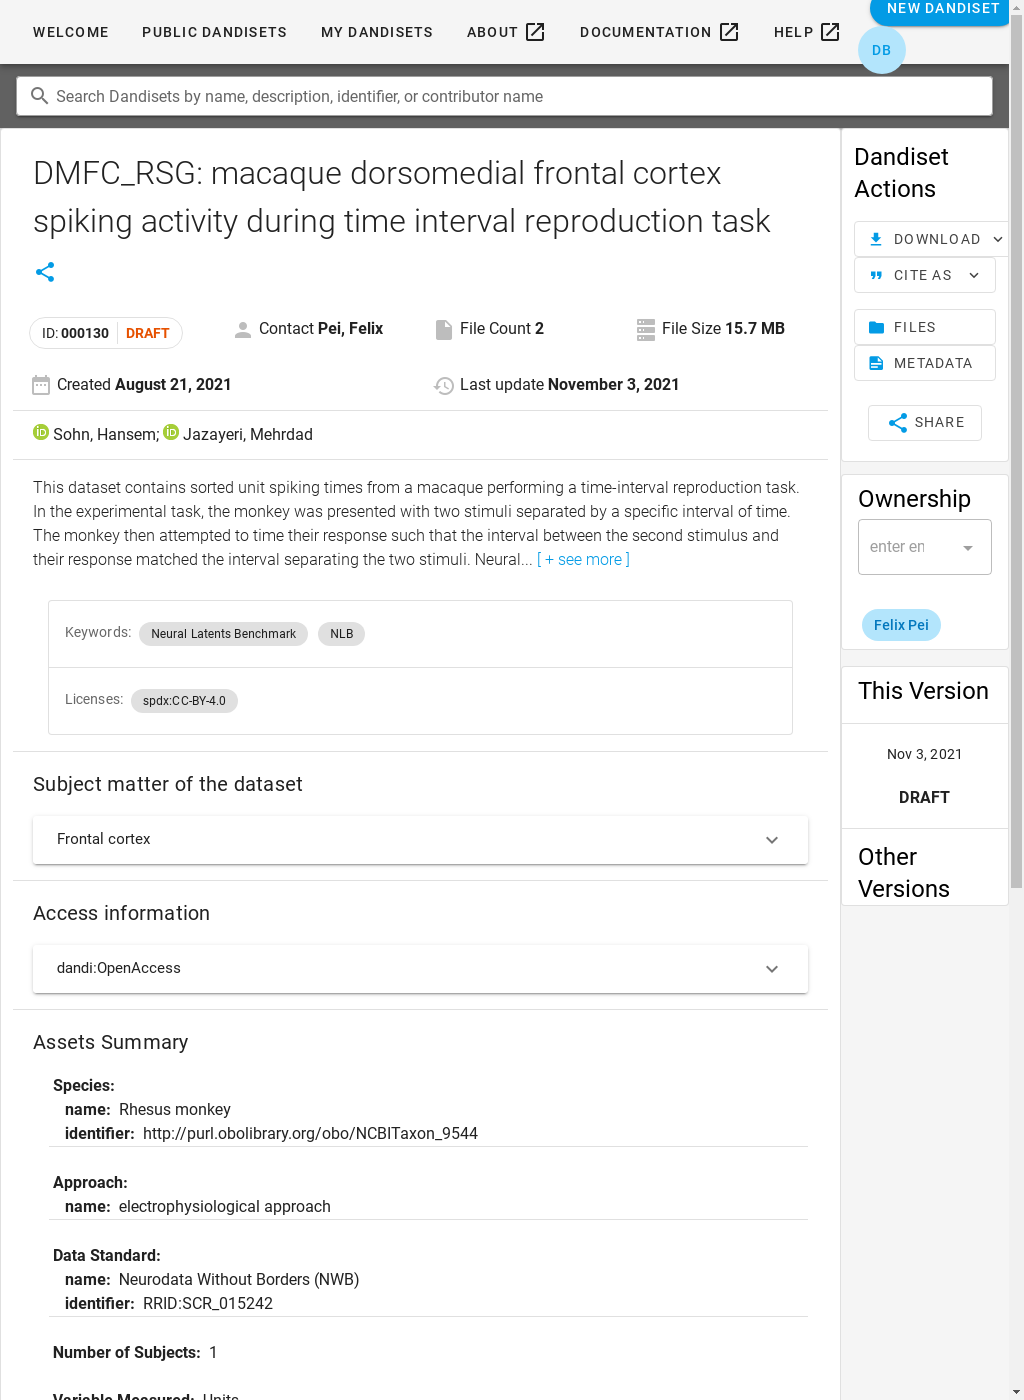 WELCOME PUBLIC DANDISETS MY DANDISETS ABOUT DOCUMENTATION HELP NEW DANDISET
DB
Search Dandisets by name, description, identifier, or contributor name
DMFC_RSG: macaque dorsomedial frontal cortex
spiking activity during time interval reproduction task
ID: 000130 DRAFT
Contact Pei, Felix
File Count 2
File Size 15.7 MB
Created August 21, 2021
Last update November 3, 2021
iD Sohn, Hansem; iD Jazayeri, Mehrdad
This dataset contains sorted unit spiking times from a macaque performing a time-interval reproduction task.
In the experimental task, the monkey was presented with two stimuli separated by a specific interval of time.
The monkey then attempted to time their response such that the interval between the second stimulus and
their response matched the interval separating the two stimuli. Neural... [ + see more ]
Keywords: Neural Latents Benchmark NLB
Licenses: spdx:CC-BY-4.0
Subject matter of the dataset
Frontal cortex
Access information
dandi:OpenAccess
Assets Summary
Species:
name: Rhesus monkey
identifier: http://purl.obolibrary.org/obo/NCBITaxon_9544
Approach:
name: electrophysiological approach
Data Standard:
name: Neurodata Without Borders (NWB)
identifier: RRID:SCR_015242
Number of Subjects: 1
Variable Measured: Units
Dandiset
Actions
DOWNLOAD
CITE AS
FILES
METADATA
SHARE
Ownership
enter en
Felix Pei
This Version
Nov 3, 2021
DRAFT
Other
Versions